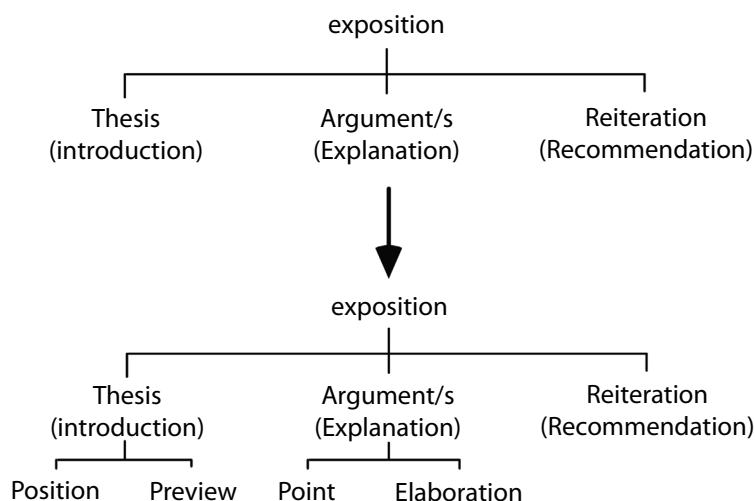 exposition
Thesis Argument/s Reiteration
(introduction) (Explanation) (Recommendation)
exposition
Thesis Argument/s Reiteration
(introduction) (Explanation) (Recommendation)
Position Preview Point Elaboration